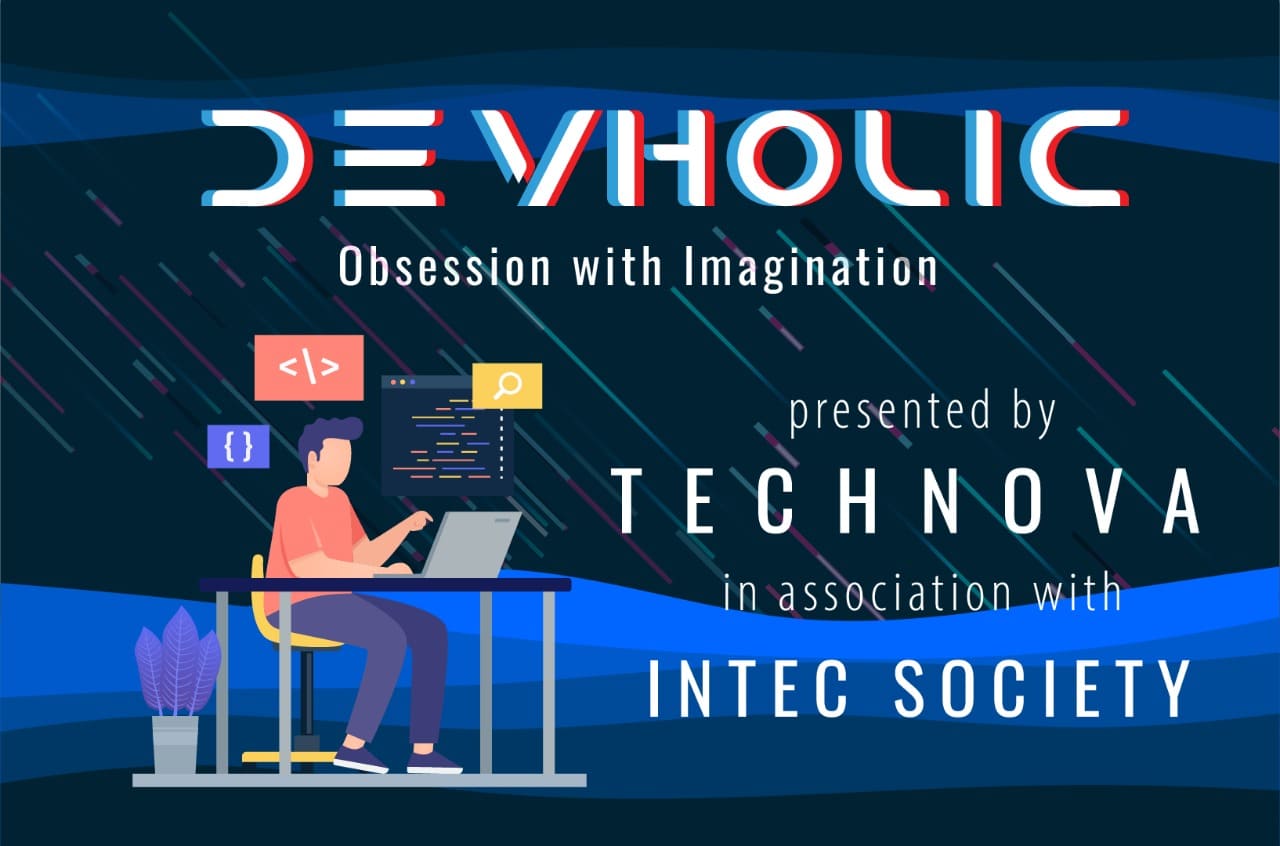 DEVHOLIC
Obsession with Imagination
<\>
{}
presented by
TECHNOVA
in association with
INTEC SOCIETY